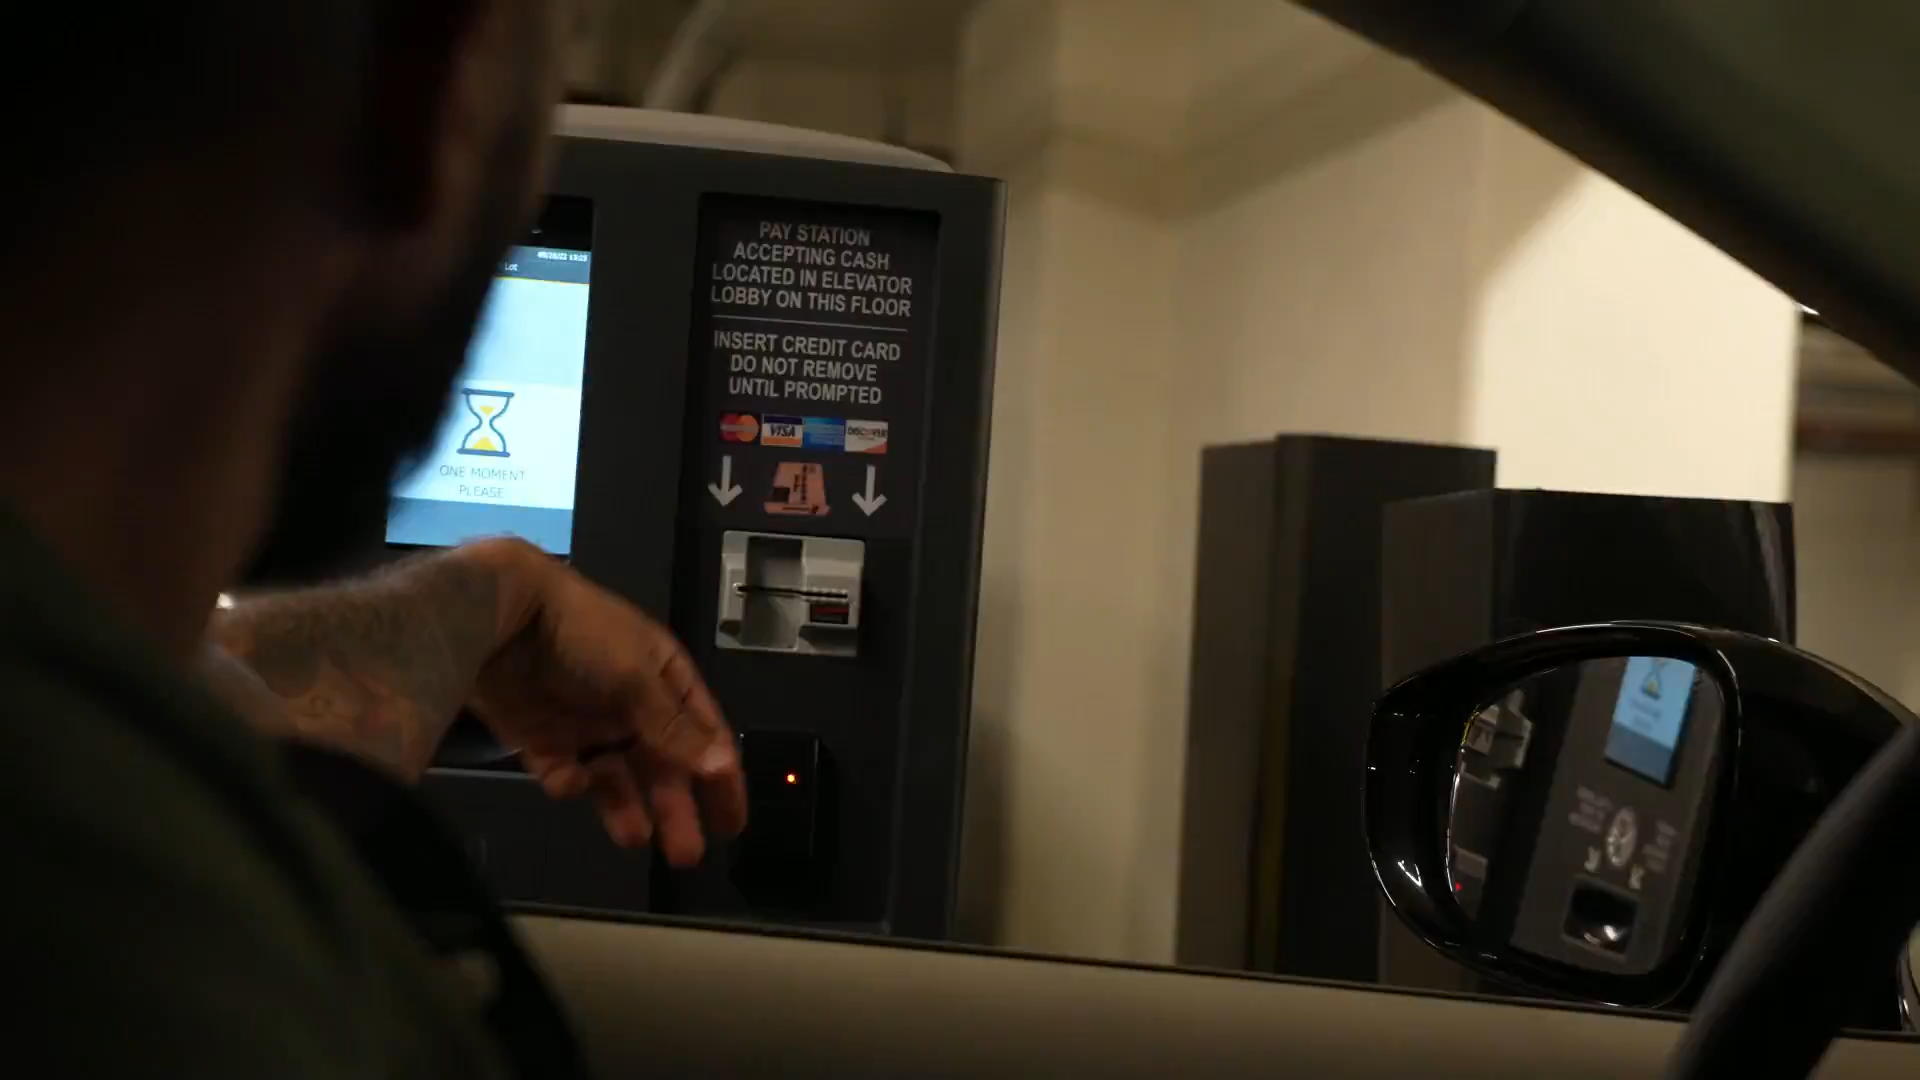 Lot
ONE MOMENT
PLEASE
PAY STATION
ACCEPTING CASH
LOCATED IN ELEVATOR
LOBBY ON THIS FLOOR
INSERT CREDIT CARD
DO NOT REMOVE
UNTIL PROMPTED
VISA
DISCOVER